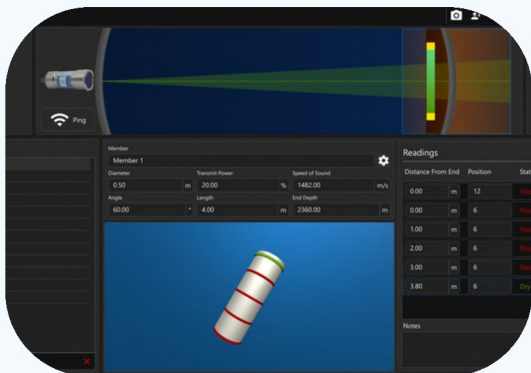 Ping
Member
Member 1
Diameter Transmit Power Speed of Sound
0.50 m 20.00 % 1482.00 m/s
Angle Length End Depth
60.00 ° 4.00 m 2360.00 m
Readings
Distance From End Position
0.00 m 12
0.00 m 6
1.00 m 6
2.00 m 6
3.00 m 6
3.80 m 6 Dry
Notes